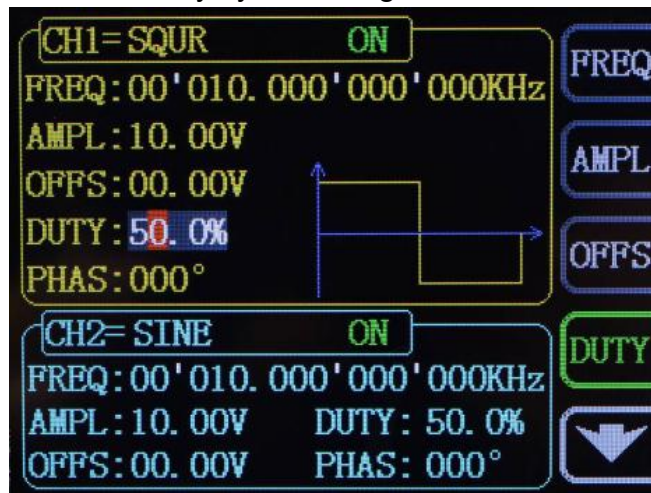 CH1=SQUR ON
FREQ:00'010.000'000'000KHz
AMPL:10.00V
OFFS:00.00V
DUTY:50.0%
PHAS:000°
CH2=SINE ON
FREQ:00'010.000'000'000KHz
AMPL:10.00V DUTY:50.0%
OFFS:00.00V PHAS:000°
FREQ
AMPL
OFFS
DUTY